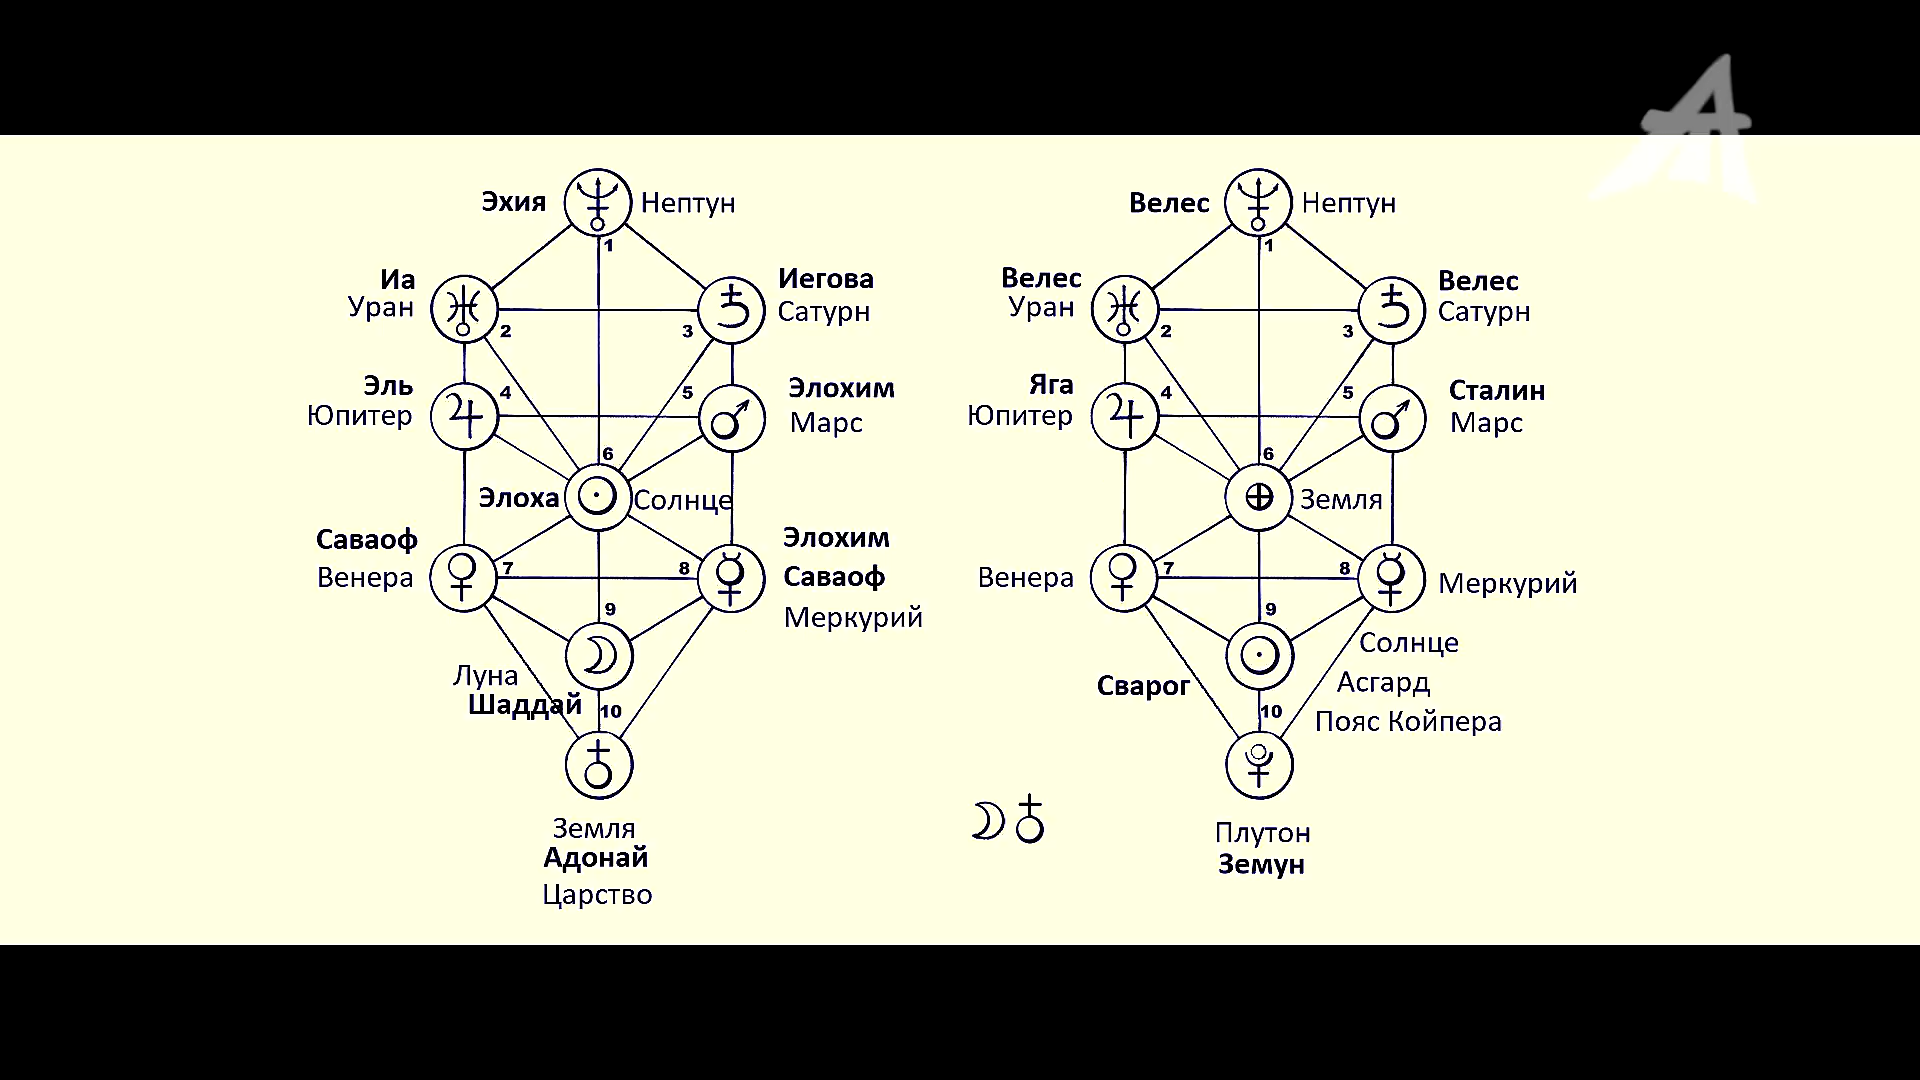 Эхия
Нептун
1
Иа
Уран
2
Иегова
Сатурн
3
Эль
Юпитер
4
Элохим
Марс
5
6
Элоха
Солнце
Саваоф
Венера
7
Элохим
Саваоф
Меркурий
8
9
Луна
Шаддай
10
Земля
Адонай
Царство
Велес
Нептун
1
Велес
Уран
2
Велес
Сатурн
3
Яга
Юпитер
4
Сталин
Марс
5
6
Земля
Венера
7
8
Меркурий
9
Солнце
Асгард
Пояс Койпера
Сварог
10
Плутон
Земун